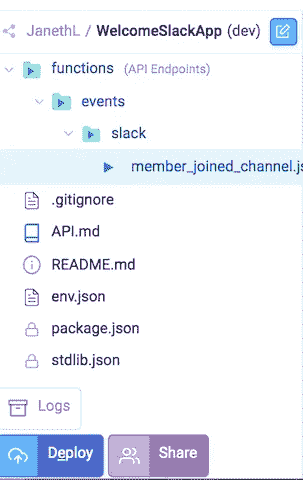 JanethL / WelcomeSlackApp (dev)
functions (API Endpoints)
events
slack
member_joined_channel.js
.gitignore
API.md
README.md
env.json
package.json
stdlib.json
Logs
Deploy
Share